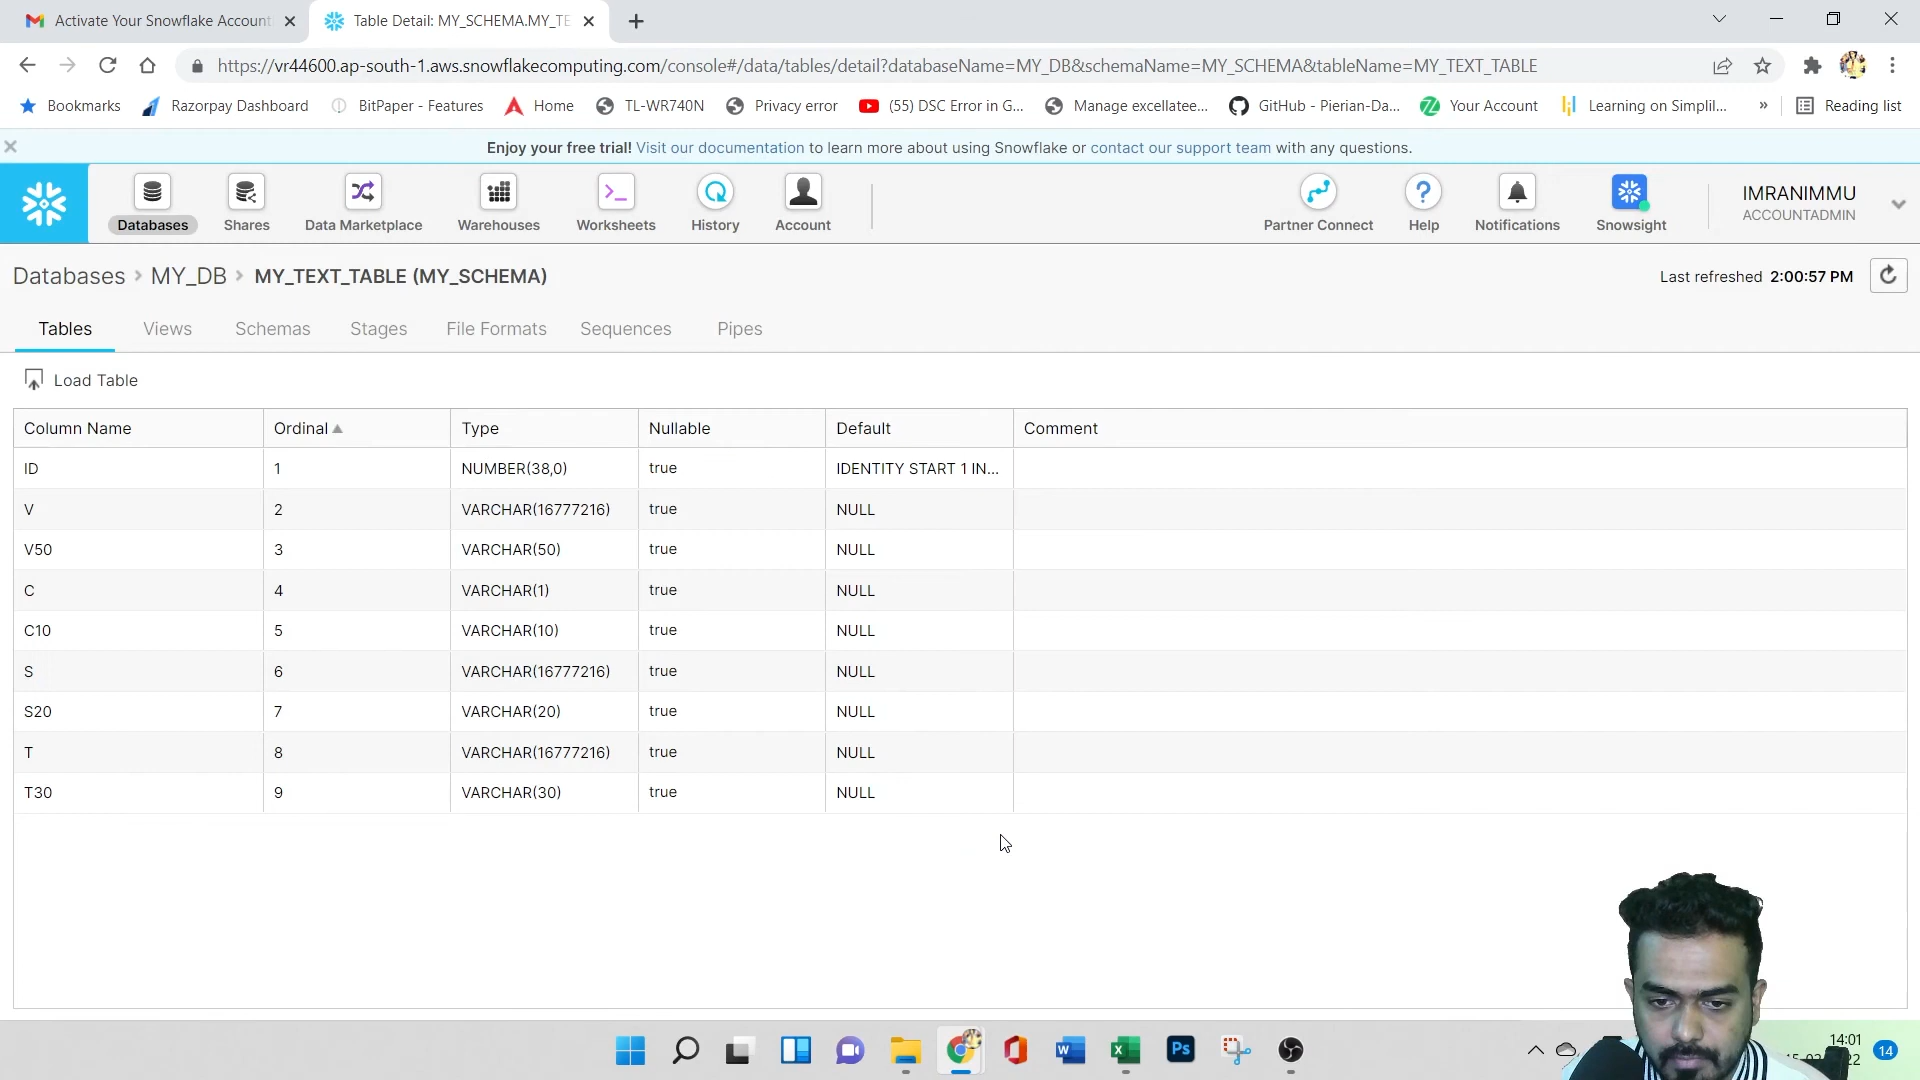 Activate Your Snowflake Account
Table Detail: MY_SCHEMA.MY_TE
https://vr44600.ap-south-1.aws.snowflakecomputing.com/console#/data/tables/detail?databaseName=MY_DB&schemaName=MY_SCHEMA&tableName=MY_TEXT_TABLE
Bookmarks Razorpay Dashboard BitPaper - Features Home TL-WR740N Privacy error (55) DSC Error in G... Manage excellatee... GitHub - Pierian-Da... Your Account Learning on Simplil... » Reading list
Enjoy your free trial! Visit our documentation to learn more about using Snowflake or contact our support team with any questions.
Databases Shares Data Marketplace Warehouses Worksheets History Account Partner Connect Help Notifications Snowsight
IMRANIMMU
ACCOUNTADMIN
Databases > MY_DB > MY_TEXT_TABLE (MY_SCHEMA)
Last refreshed 2:00:57 PM
Tables Views Schemas Stages File Formats Sequences Pipes
Load Table
Column Name Ordinal Type Nullable Default Comment
ID 1 NUMBER(38,0) true IDENTITY START 1 IN...
V 2 VARCHAR(16777216) true NULL
V50 3 VARCHAR(50) true NULL
C 4 VARCHAR(1) true NULL
C10 5 VARCHAR(10) true NULL
S 6 VARCHAR(16777216) true NULL
S20 7 VARCHAR(20) true NULL
T 8 VARCHAR(16777216) true NULL
T30 9 VARCHAR(30) true NULL
Ps
14:01
14